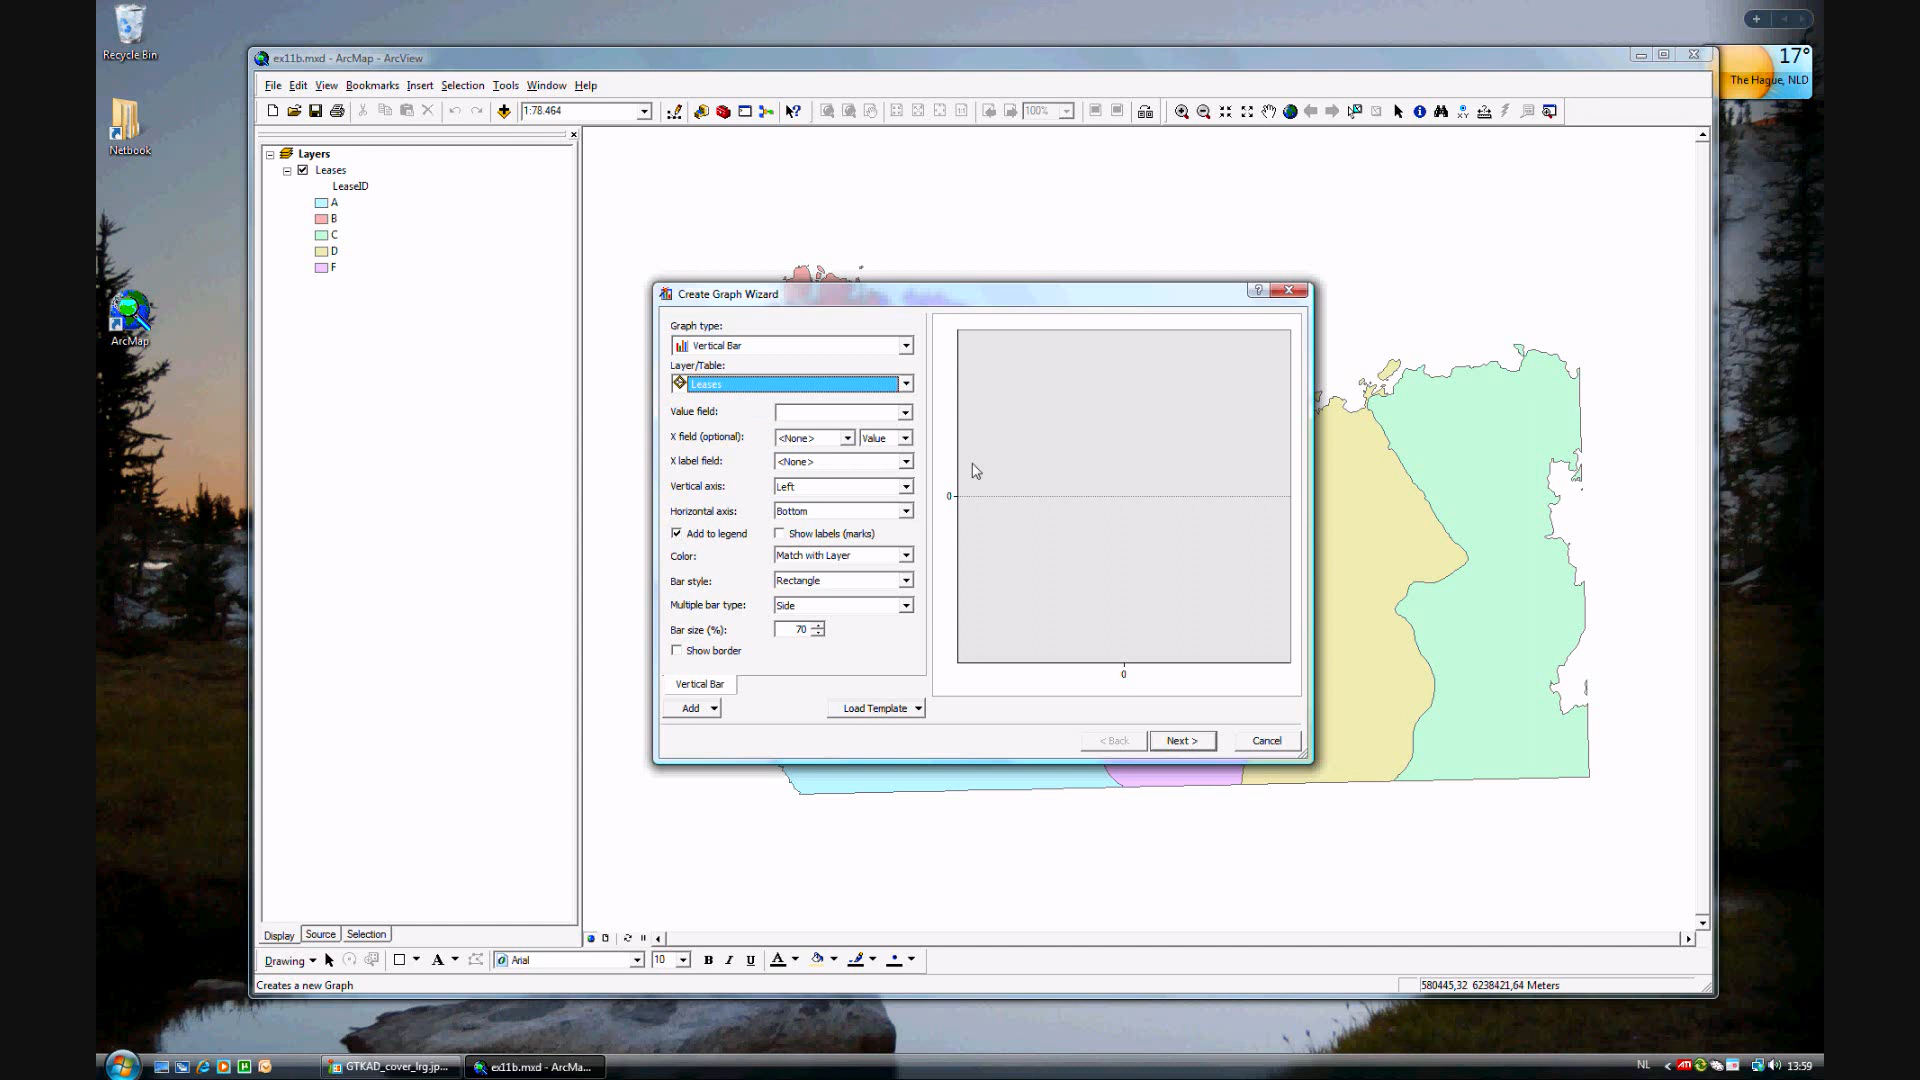 Recycle Bin
Netbook
ArcMap
17°
The Hague, NLD
ex11b.mxd - ArcMap - ArcView
File Edit View Bookmarks Insert Selection Tools Window Help
1:78.464
100%
Layers
Leases
LeaseID
A
B
C
D
F
Create Graph Wizard
Graph type:
Vertical Bar
Layer/Table:
Leases
Value field:
X field (optional): <None> Value
X label field: <None>
Vertical axis: Left
Horizontal axis: Bottom
Add to legend Show labels (marks)
Color: Match with Layer
Bar style: Rectangle
Multiple bar type: Side
Bar size (%): 70
Show border
Vertical Bar
Add Load Template
0
0
< Back Next > Cancel
Display Source Selection
Drawing A Arial 10 B I U A
Creates a new Graph
580445,32 6238421,64 Meters
GTKAD_cover_lrg.jp...
ex11b.mxd - ArcMa...
NL
ATI
13:59